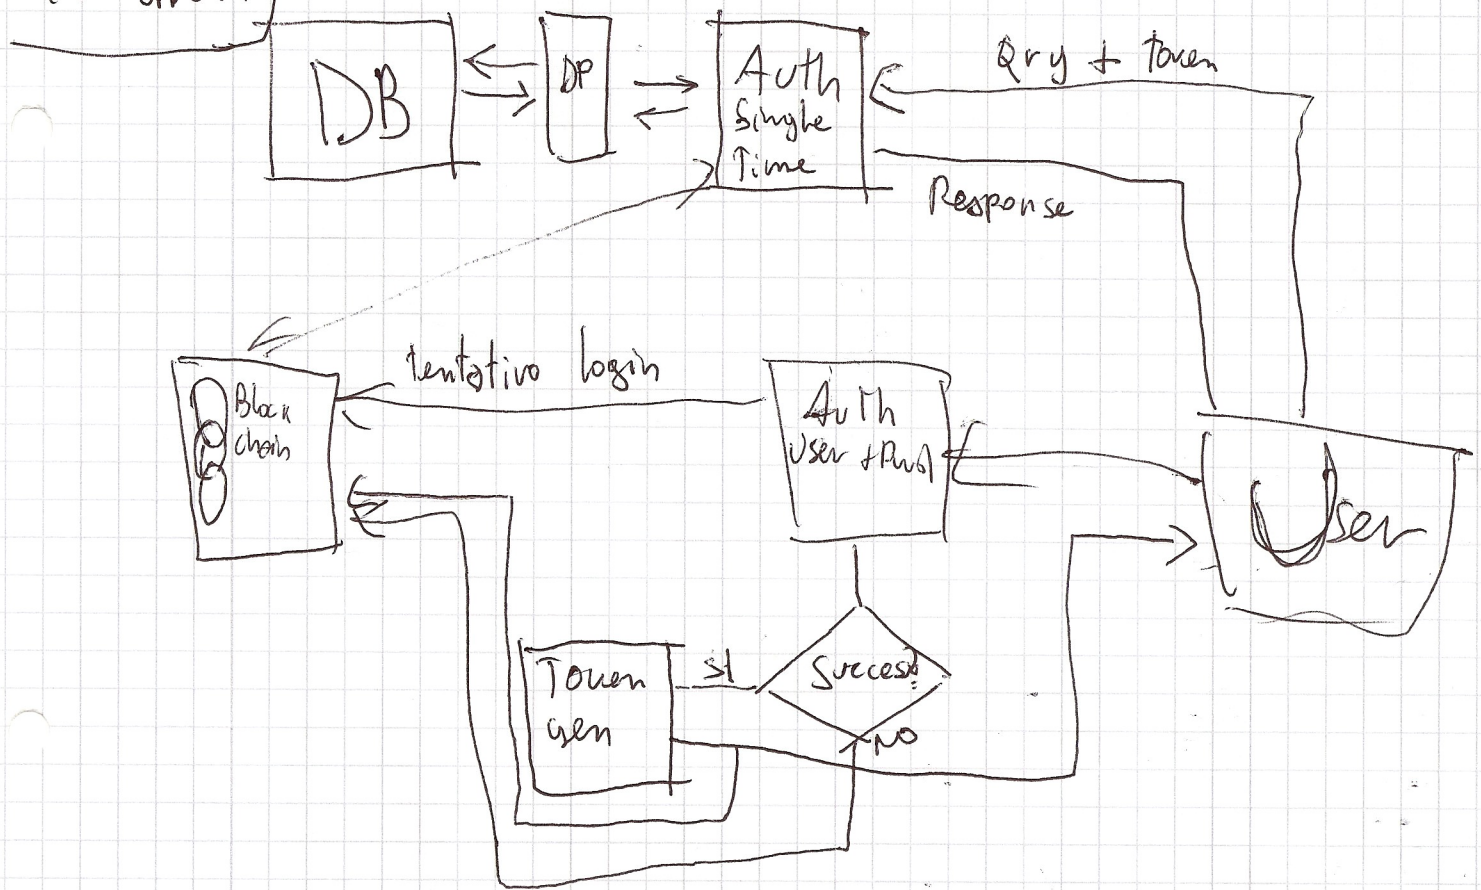 DB
DP
Auth
Single
Time
Qry + Token
Response
tentativo login
Block
chain
Auth
User + Pwd
User
Token
gen
SI
Success?
NO